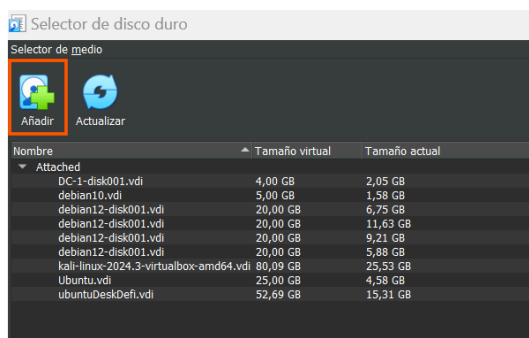 Selector de disco duro
Selector de medio
Añadir Actualizar
Nombre Tamaño virtual Tamaño actual
Attached
DC-1-disk001.vdi 4,00 GB 2,05 GB
debian10.vdi 5,00 GB 1,58 GB
debian12-disk001.vdi 20,00 GB 6,75 GB
debian12-disk001.vdi 20,00 GB 11,63 GB
debian12-disk001.vdi 20,00 GB 9,21 GB
debian12-disk001.vdi 20,00 GB 5,88 GB
kali-linux-2024.3-virtualbox-amd64.vdi 80,09 GB 25,53 GB
Ubuntu.vdi 25,00 GB 4,58 GB
ubuntuDeskDefi.vdi 52,69 GB 15,31 GB